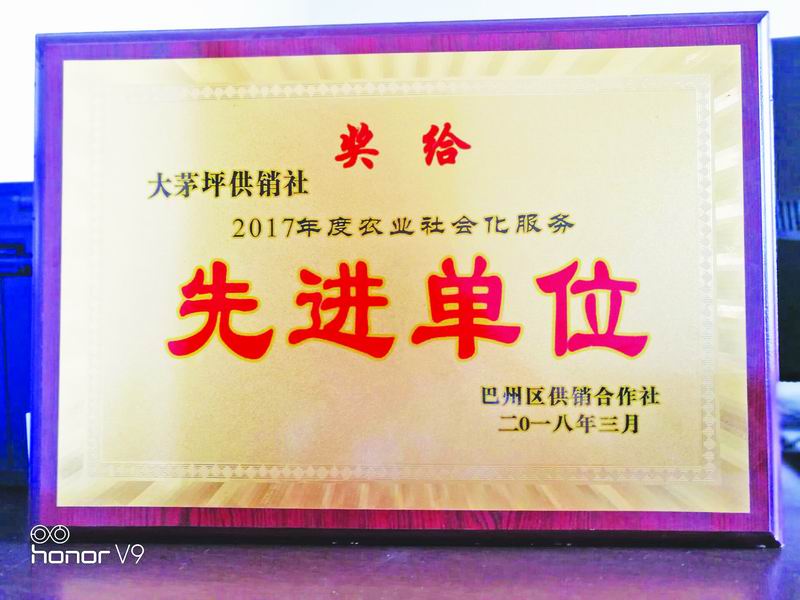 奖给
大茅坪供销社
2017年度农业社会化服务
先进单位
巴州区供销合作社
二0一八年三月
honor V9